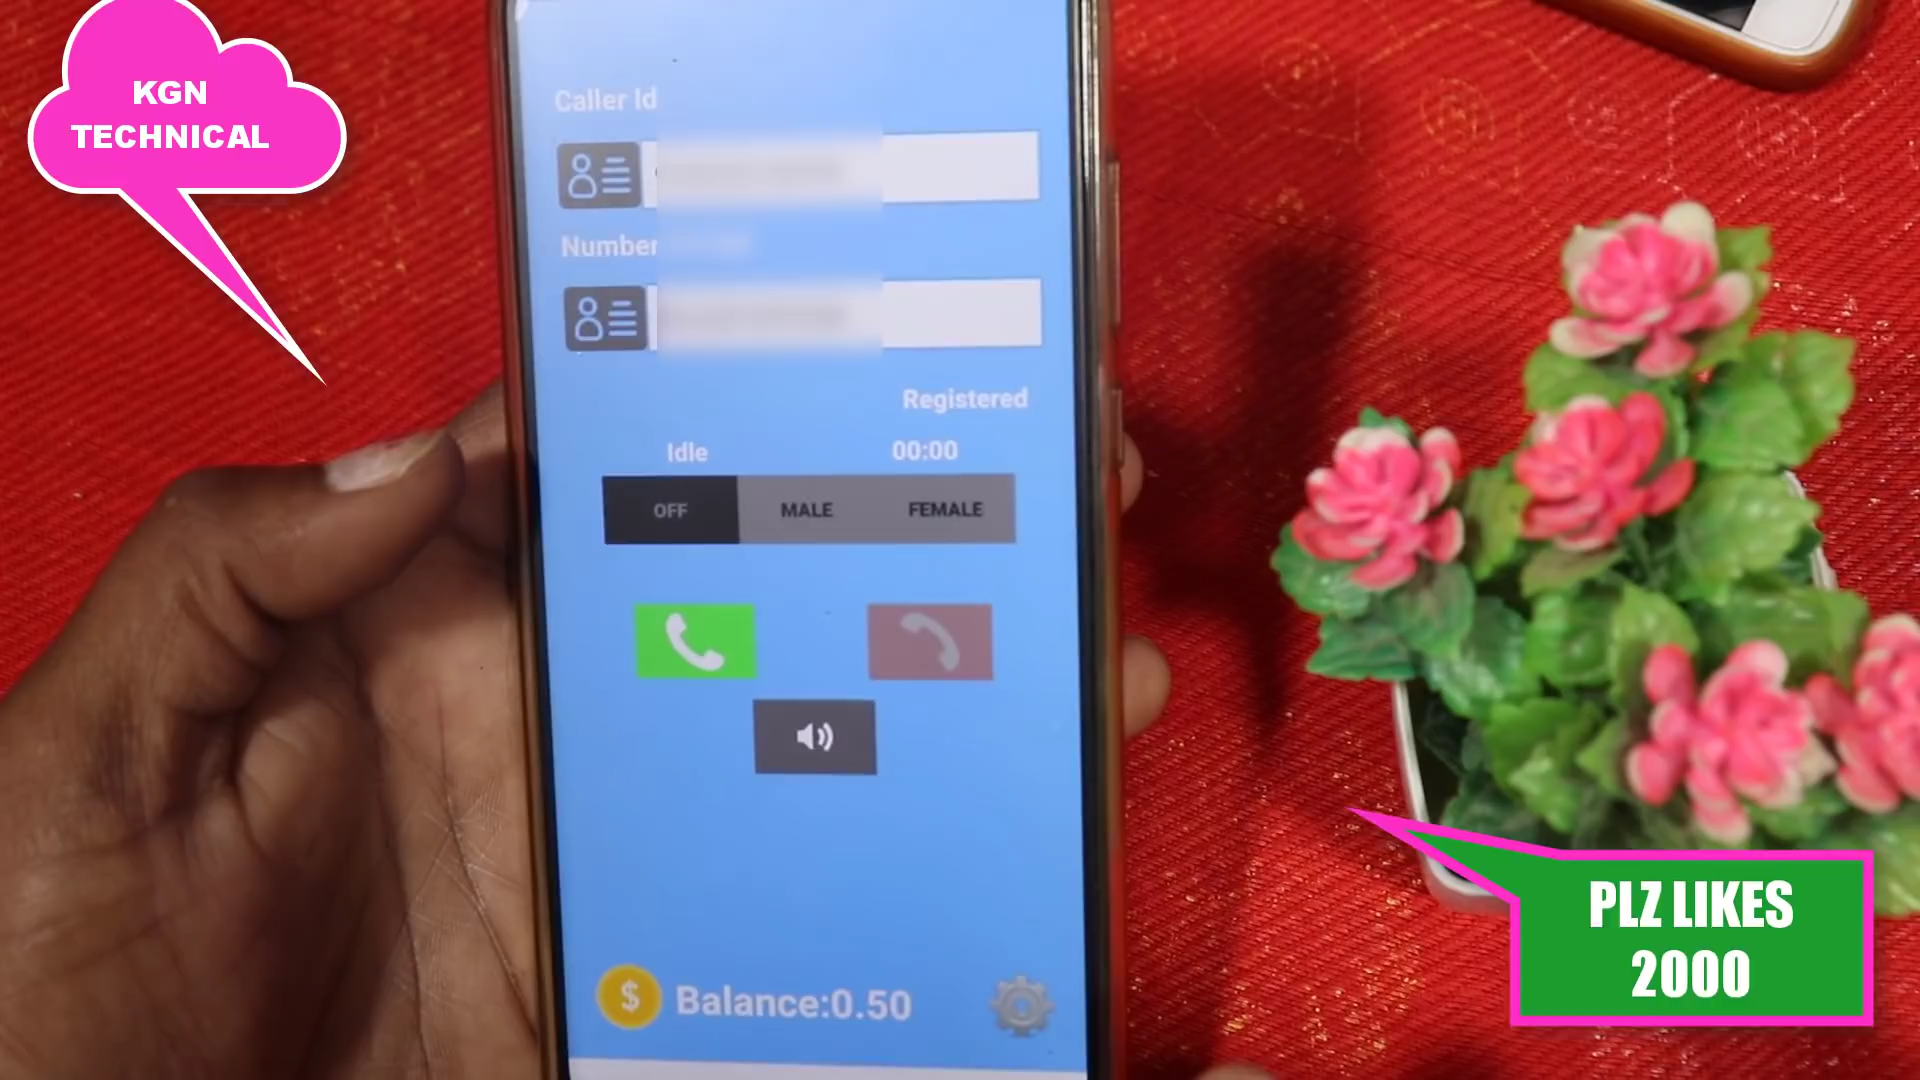 KGN
TECHNICAL
Caller Id
Number
Registered
Idle 00:00
OFF MALE FEMALE
$ Balance:0.50
PLZ LIKES
2000